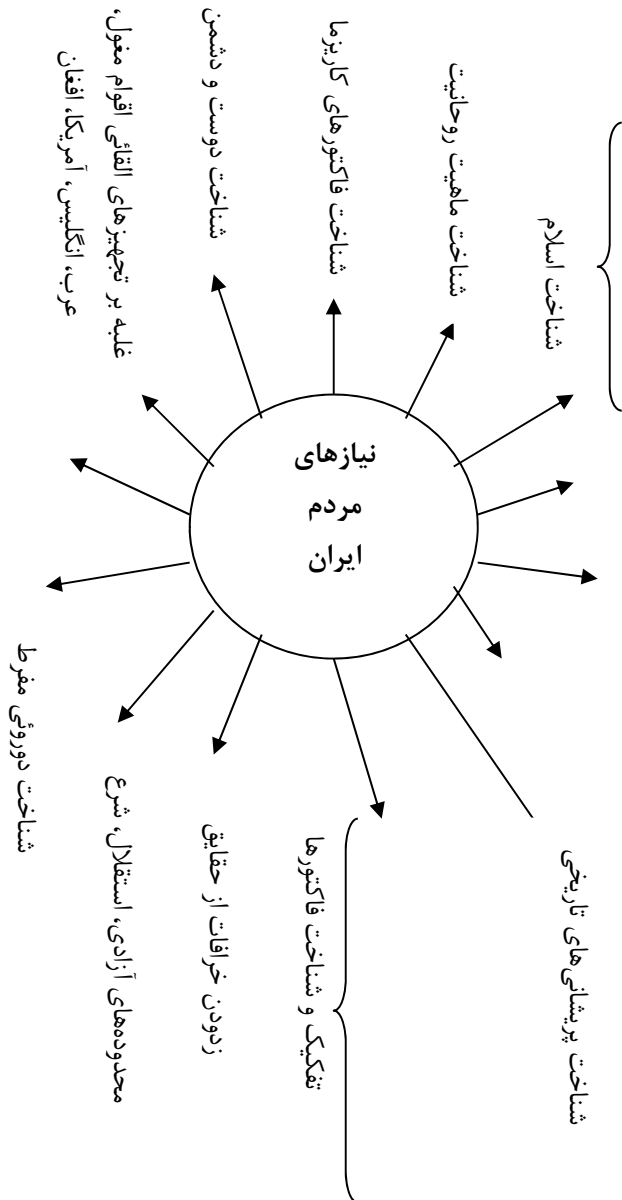 نیازهای
مردم
ایران
شناخت اسلام
شناخت ماهیت روحانیت
شناخت فاکتورهای کاریزما
شناخت دوست و دشمن
غلبه بر تجهیزهای القائی اقوام مغول،
عرب، انگلیس، آمریکا، افغان
شناخت دوروئی مفرط
محدوده‌های آزادی، استقلال، شرع
زدودن خرافات از حقایق
تفکیک و شناخت فاکتورها
شناخت پریشانی‌های تاریخی